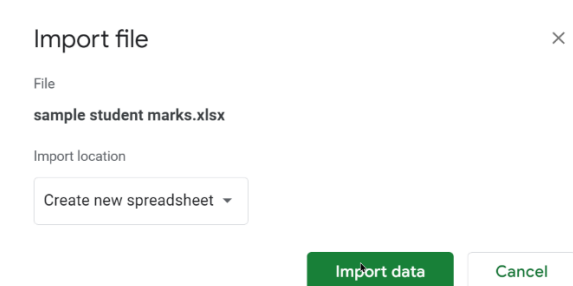 Import file
File
sample student marks.xlsx
Import location
Create new spreadsheet
Import data
Cancel